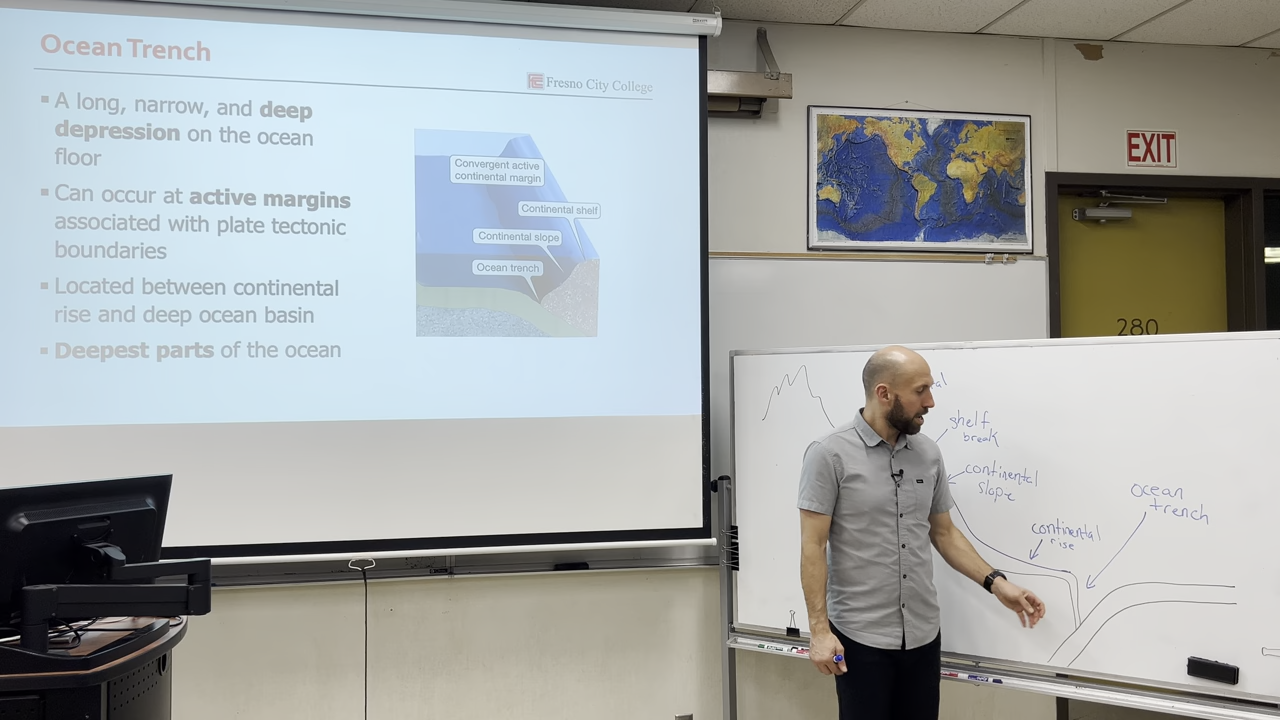 Ocean Trench
Fresno City College
▪ A long, narrow, and deep
depression on the ocean
floor
▪ Can occur at active margins
associated with plate tectonic
boundaries
▪ Located between continental
rise and deep ocean basin
▪ Deepest parts of the ocean
Convergent active
continental margin
Continental shelf
Continental slope
Ocean trench
EXIT
280
shelf
break
continental
slope
continental
rise
Ocean
trench